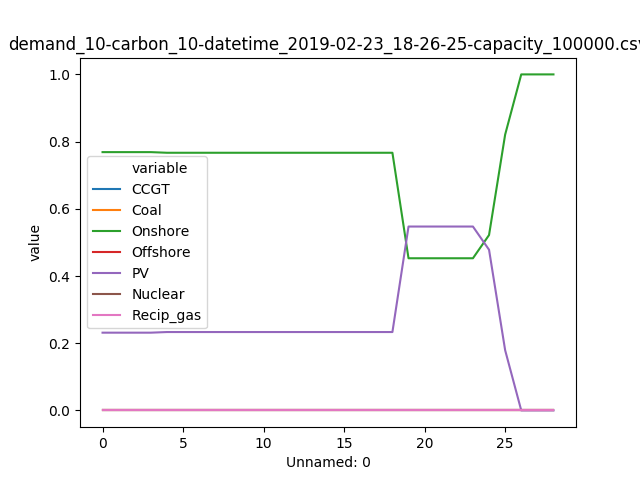 demand_10-carbon_10-datetime_2019-02-23_18-26-25-capacity_100000.csv
1.0
0.8
0.6
0.4
0.2
0.0
value
variable
CCGT
Coal
Onshore
Offshore
PV
Nuclear
Recip_gas
0 5 10 15 20 25
Unnamed: 0